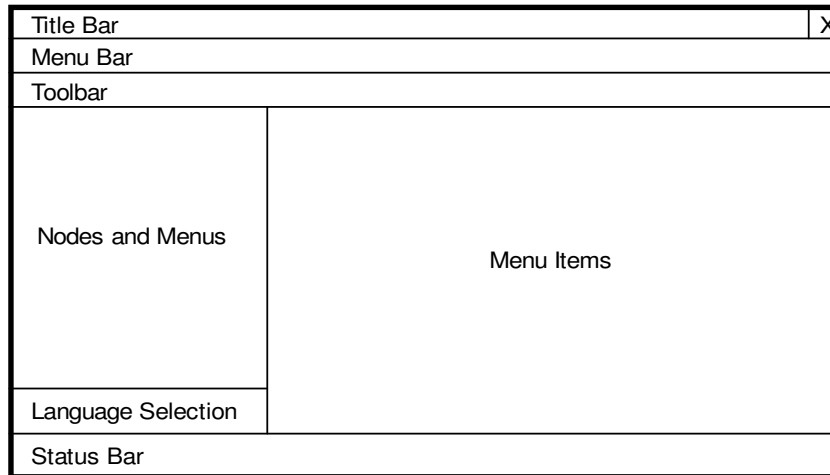 Title Bar X
Menu Bar
Toolbar
Nodes and Menus
Menu Items
Language Selection
Status Bar